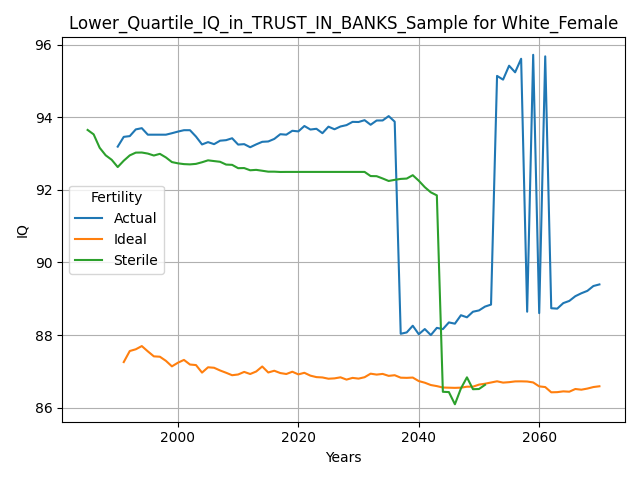 Lower_Quartile_IQ_in_TRUST_IN_BANKS_Sample for White_Female
96
94
92
90
88
86
IQ
Fertility
Actual
Ideal
Sterile
2000
2020
2040
2060
Years